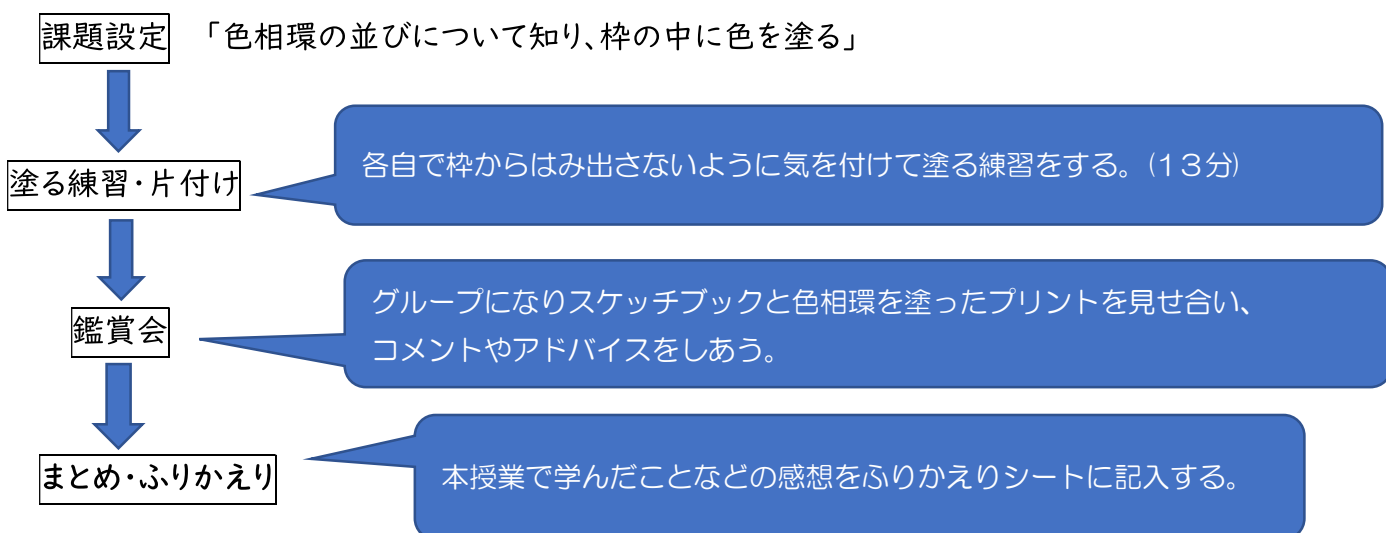 課題設定 「色相環の並びについて知り、枠の中に色を塗る」
各自で枠からはみ出さないように気を付けて塗る練習をする。(13分)
塗る練習・片付け
グループになりスケッチブックと色相環を塗ったプリントを見せ合い、
コメントやアドバイスをしあう。
鑑賞会
まとめ・ふりかえり
本授業で学んだことなどの感想をふりかえりシートに記入する。